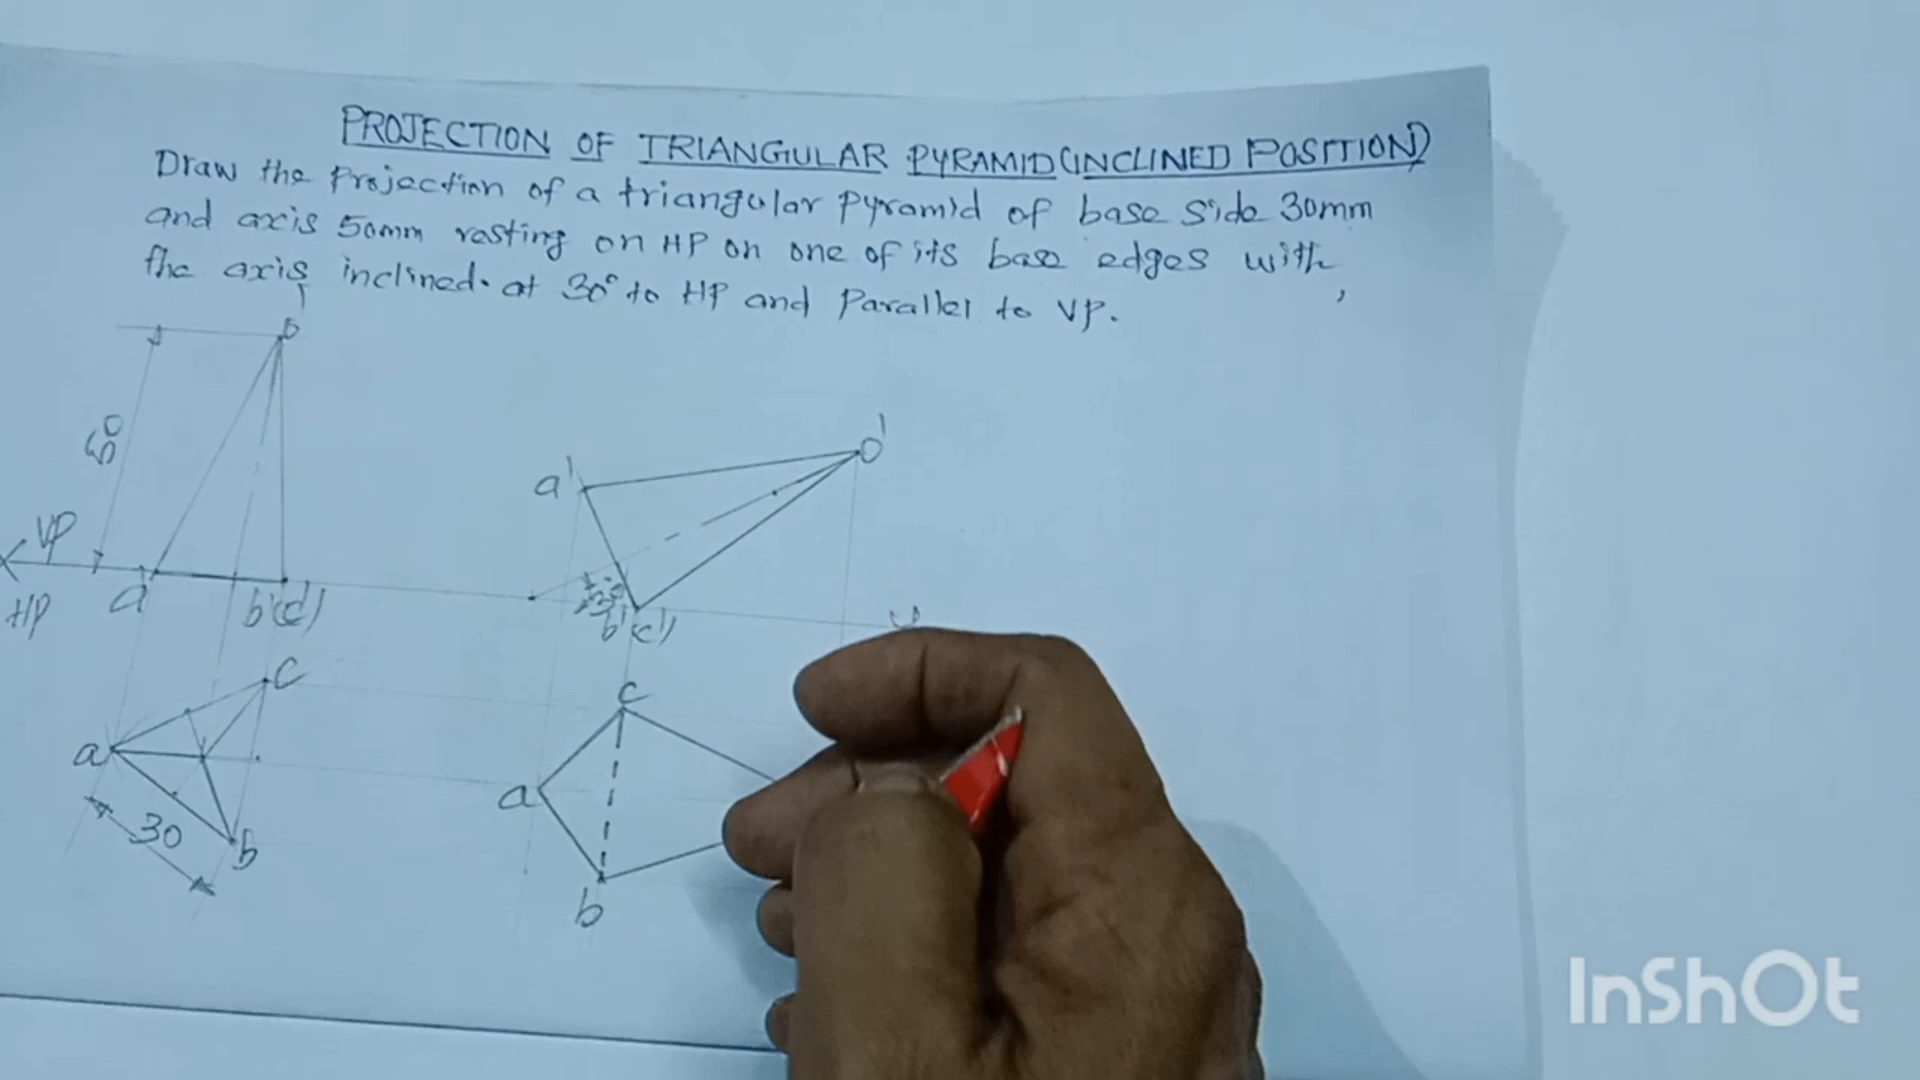 PROJECTION OF TRIANGULAR PYRAMID (INCLINED POSITION)
Draw the Projection of a triangular pyramid of base side 30mm
and axis 50mm resting on HP on one of its base edges with,
the axis inclined. at 30° to HP and Parallel to VP.
o'
50
VP
HP
a'
b'(c')
a'
o'
30°
b'(c')
c
a
30
b
c
a
b
InShOt